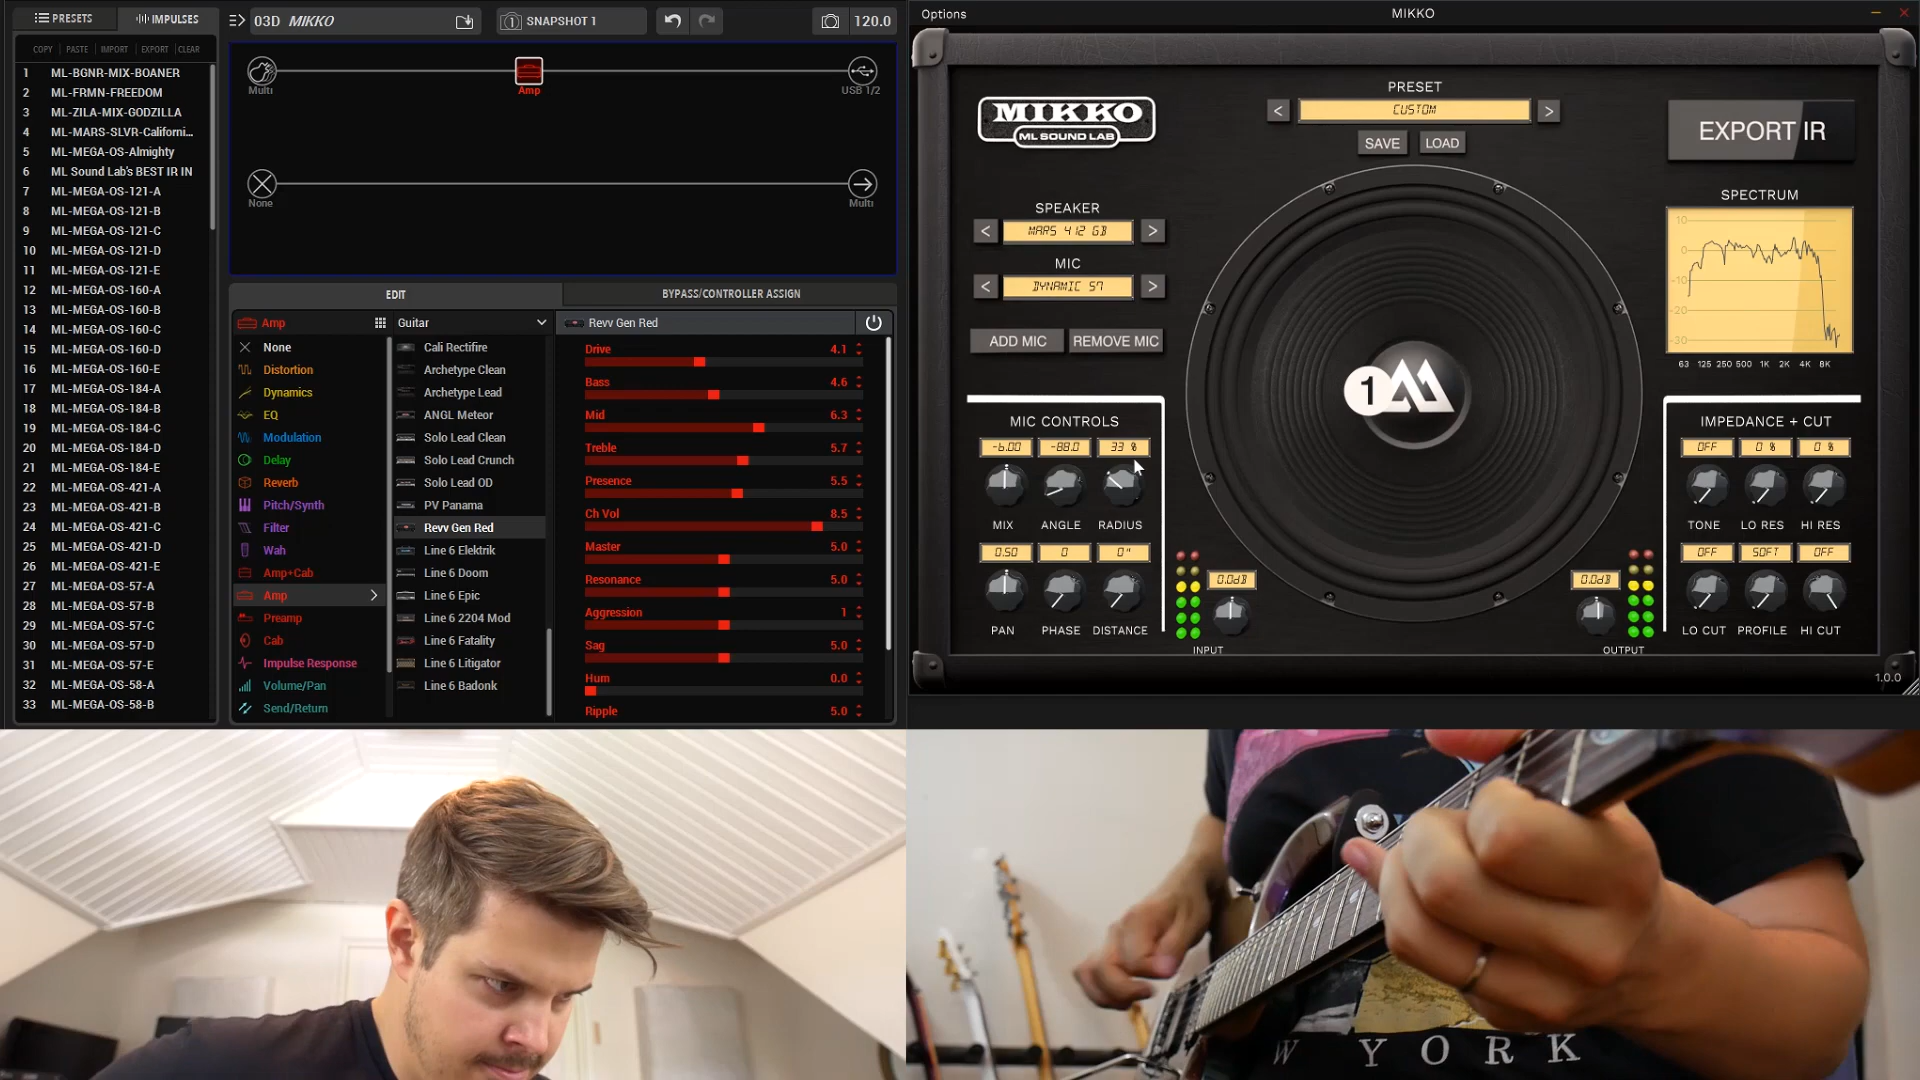 PRESETS
IMPULSES
COPY
PASTE
IMPORT
EXPORT
CLEAR
1 ML-BGNR-MIX-BOANER
2 ML-FRMN-FREEDOM
3 ML-ZILA-MIX-GODZILLA
4 ML-MARS-SLVR-Californi...
5 ML-MEGA-OS-Almighty
6 ML Sound Lab's BEST IR IN
7 ML-MEGA-OS-121-A
8 ML-MEGA-OS-121-B
9 ML-MEGA-OS-121-C
10 ML-MEGA-OS-121-D
11 ML-MEGA-OS-121-E
12 ML-MEGA-OS-160-A
13 ML-MEGA-OS-160-B
14 ML-MEGA-OS-160-C
15 ML-MEGA-OS-160-D
16 ML-MEGA-OS-160-E
17 ML-MEGA-OS-184-A
18 ML-MEGA-OS-184-B
19 ML-MEGA-OS-184-C
20 ML-MEGA-OS-184-D
21 ML-MEGA-OS-184-E
22 ML-MEGA-OS-421-A
23 ML-MEGA-OS-421-B
24 ML-MEGA-OS-421-C
25 ML-MEGA-OS-421-D
26 ML-MEGA-OS-421-E
27 ML-MEGA-OS-57-A
28 ML-MEGA-OS-57-B
29 ML-MEGA-OS-57-C
30 ML-MEGA-OS-57-D
31 ML-MEGA-OS-57-E
32 ML-MEGA-OS-58-A
33 ML-MEGA-OS-58-B
03D MIKKO
1 SNAPSHOT 1
120.0
Multi
Amp
USB 1/2
None
Multi
EDIT
BYPASS/CONTROLLER ASSIGN
Amp
None
Distortion
Dynamics
EQ
Modulation
Delay
Reverb
Pitch/Synth
Filter
Wah
Amp+Cab
Amp
Preamp
Cab
Impulse Response
Volume/Pan
Send/Return
Guitar
Cali Rectifire
Archetype Clean
Archetype Lead
ANGL Meteor
Solo Lead Clean
Solo Lead Crunch
Solo Lead OD
PV Panama
Revv Gen Red
Line 6 Elektrik
Line 6 Doom
Line 6 Epic
Line 6 2204 Mod
Line 6 Fatality
Line 6 Litigator
Line 6 Badonk
Revv Gen Red
Drive 4.1
Bass 4.6
Mid 6.3
Treble 5.7
Presence 5.5
Ch Vol 8.5
Master 5.0
Resonance 5.0
Aggression 1
Sag 5.0
Hum 0.0
Ripple 5.0
Options
MIKKO
MIKKO
ML SOUND LAB
PRESET
< CUSTOM >
SAVE
LOAD
EXPORT IR
SPEAKER
< MARS 412 GB >
MIC
< DYNAMIC 57 >
ADD MIC
REMOVE MIC
1
SPECTRUM
10
0
-10
-20
-30
63 125 250 500 1K 2K 4K 8K
MIC CONTROLS
-6.00 -88.0 33 %
MIX ANGLE RADIUS
0.50 0 0"
PAN PHASE DISTANCE
0.0dB
INPUT
0.0dB
OUTPUT
IMPEDANCE + CUT
OFF 0 % 0 %
TONE LO RES HI RES
OFF SOFT OFF
LO CUT PROFILE HI CUT
1.0.0
W YORK